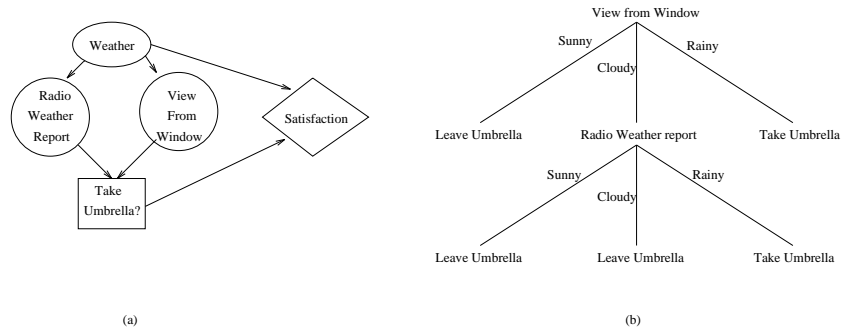 Weather
Radio
Weather
Report
View
From
Window
Satisfaction
Take
Umbrella?
(a)
View from Window
Sunny
Cloudy
Rainy
Leave Umbrella
Radio Weather report
Take Umbrella
Sunny
Cloudy
Rainy
Leave Umbrella
Leave Umbrella
Take Umbrella
(b)